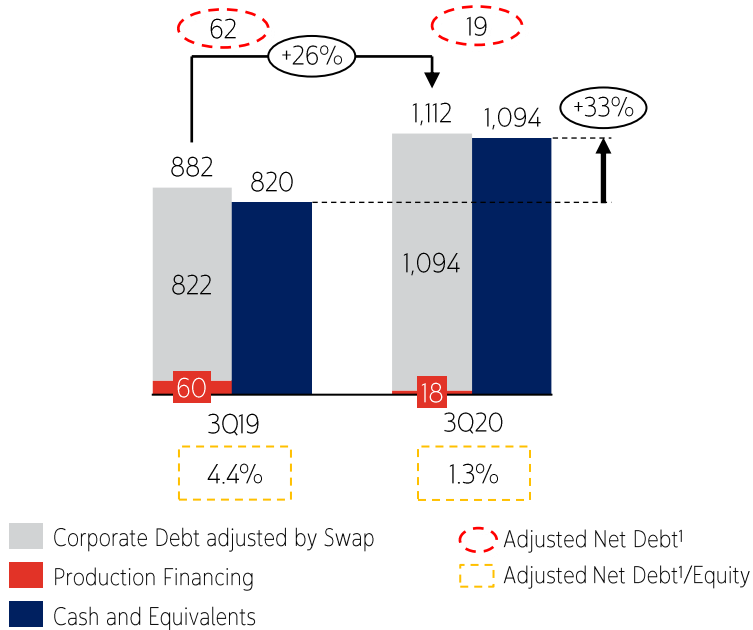 62
19
+26%
+33%
1,112
1,094
882
820
1,094
822
60
18
3Q19
3Q20
4.4%
1.3%
Corporate Debt adjusted by Swap
Production Financing
Cash and Equivalents
Adjusted Net Debt¹
Adjusted Net Debt¹/Equity